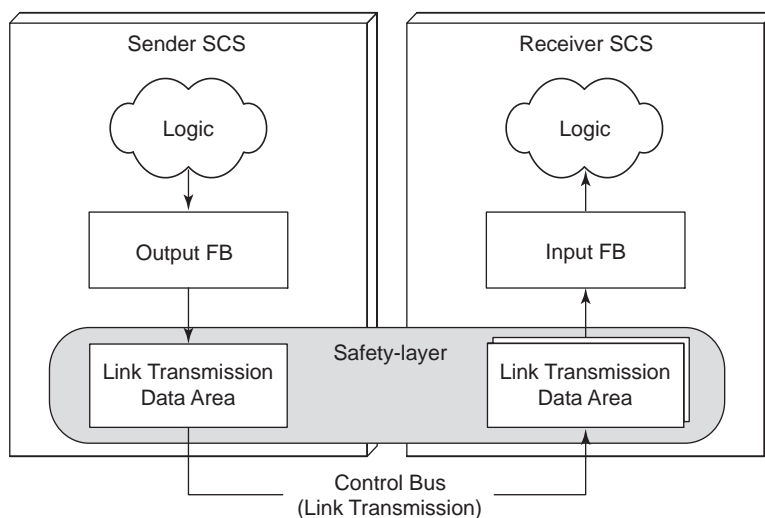 Sender SCS
Receiver SCS
Logic
Logic
Output FB
Input FB
Safety-layer
Link Transmission
Data Area
Link Transmission
Data Area
Control Bus
(Link Transmission)